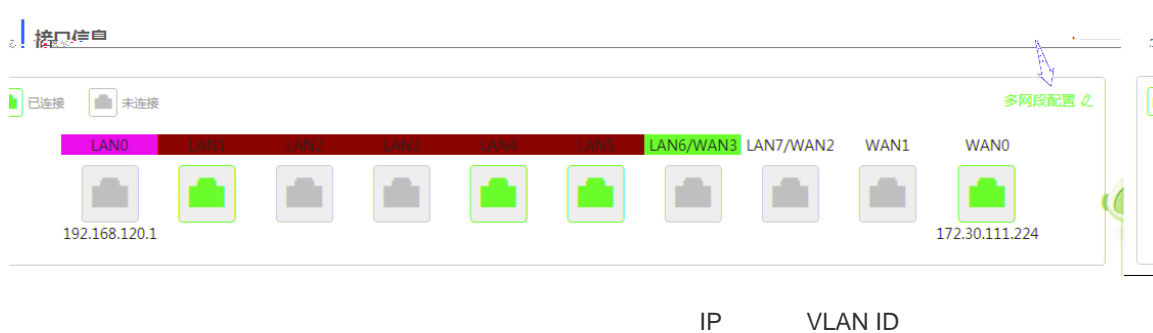 接口信息
已连接 未连接 多网段配置
LAN0 LAN1 LAN2 LAN3 LAN4 LAN5 LAN6/WAN3 LAN7/WAN2 WAN1 WAN0
192.168.120.1 172.30.111.224
IP VLAN ID